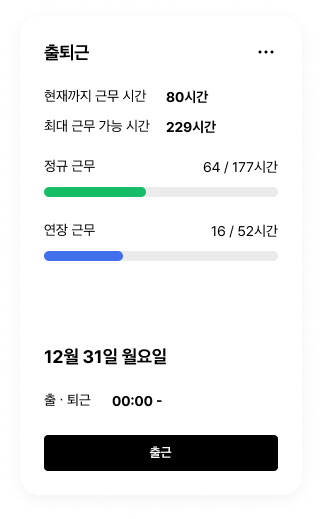 출퇴근
현재까지 근무 시간 80시간
최대 근무 가능 시간 229시간
정규 근무 64 / 177시간
연장 근무 16 / 52시간
12월 31일 월요일
출 · 퇴근 00:00 -
출근